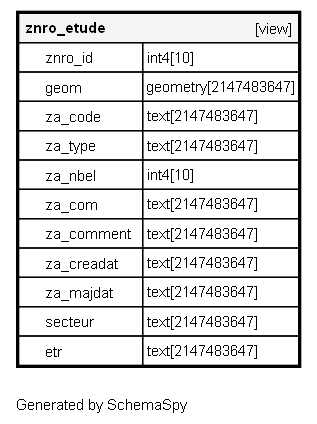 znro_etude [view]
znro_id int4[10]
geom geometry[2147483647]
za_code text[2147483647]
za_type text[2147483647]
za_nbel int4[10]
za_com text[2147483647]
za_comment text[2147483647]
za_creadat text[2147483647]
za_majdat text[2147483647]
secteur text[2147483647]
etr text[2147483647]
Generated by SchemaSpy